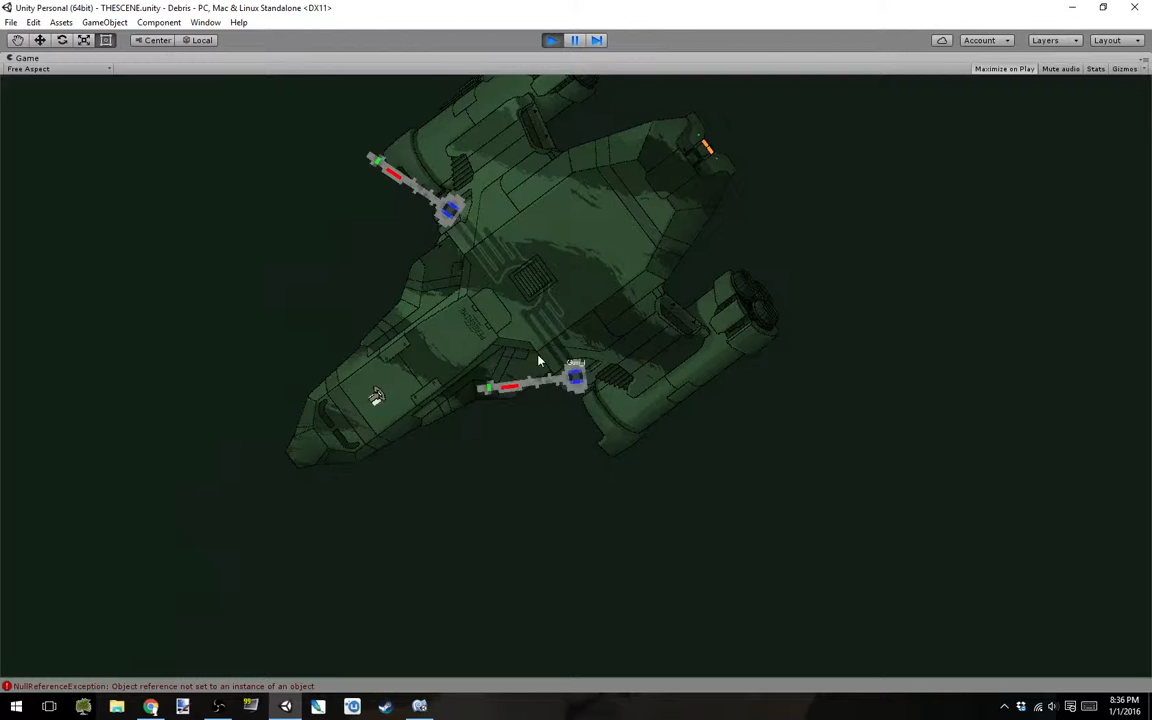 Unity Personal (64bit) - THESCENE.unity - Debris - PC, Mac & Linux Standalone <DX11>
File Edit Assets GameObject Component Window Help
Center Local Account Layers Layout
Game
Free Aspect Maximize on Play Mute audio Stats Gizmos
NullReferenceException: Object reference not set to an instance of an object
99
8:36 PM
1/1/2016